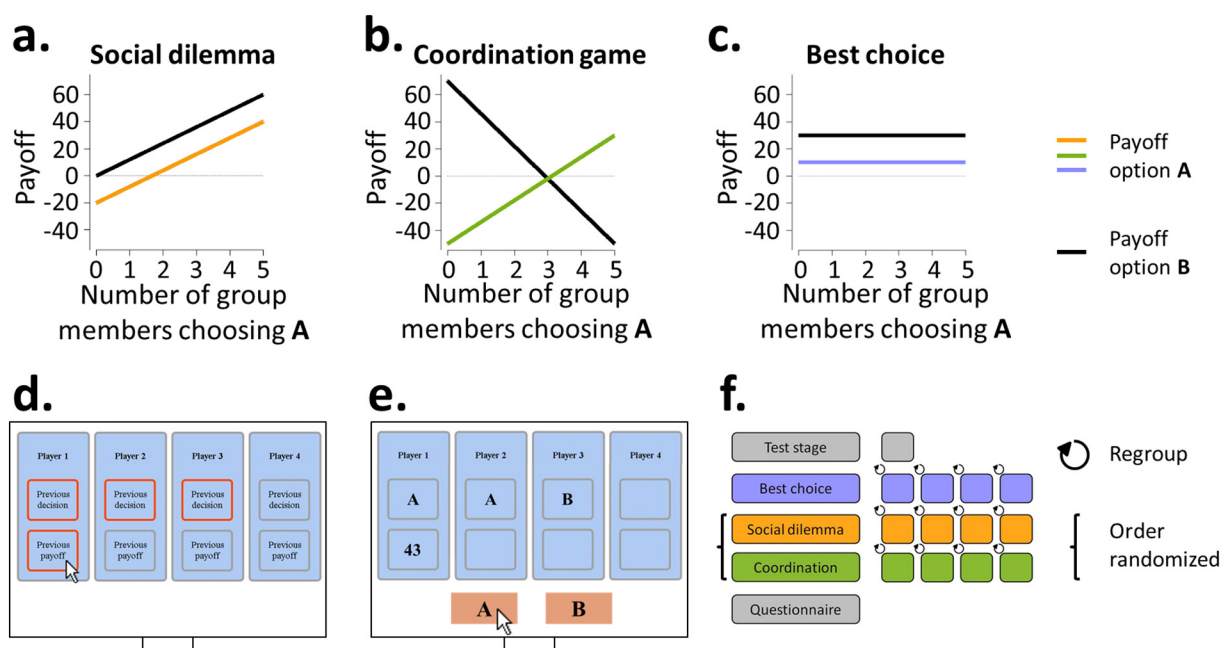 a.
Social dilemma
60
40
20
0
-20
-40
Payoff
0 1 2 3 4 5
Number of group
members choosing A
b.
Coordination game
60
40
20
0
-20
-40
Payoff
0 1 2 3 4 5
Number of group
members choosing A
c.
Best choice
60
40
20
0
-20
-40
Payoff
0 1 2 3 4 5
Number of group
members choosing A
Payoff
option A
Payoff
option B
d.
Player 1 Player 2 Player 3 Player 4
Previous decision Previous decision Previous decision Previous decision
Previous payoff Previous payoff Previous payoff Previous payoff
e.
Player 1 Player 2 Player 3 Player 4
A A B
43
A B
f.
Test stage
Best choice
Social dilemma
Coordination
Questionnaire
Regroup
Order
randomized